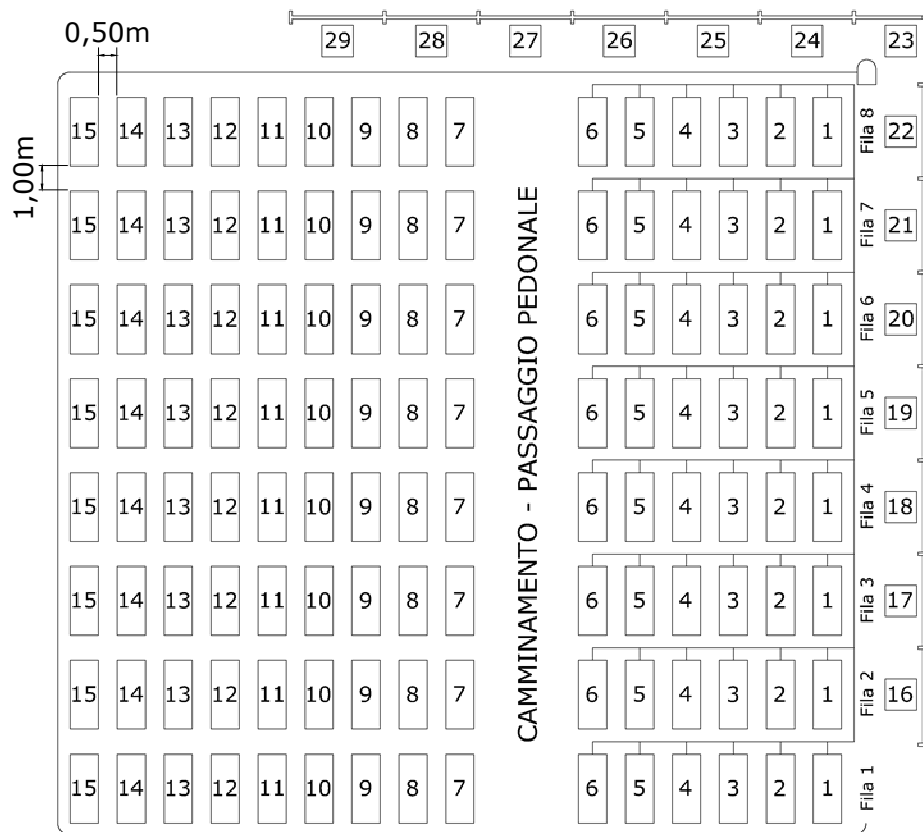 0,50m
29 28 27 26 25 24 23
15 14 13 12 11 10 9 8 7 6 5 4 3 2 1 Fila 8 22
1,00m
15 14 13 12 11 10 9 8 7 6 5 4 3 2 1 Fila 7 21
15 14 13 12 11 10 9 8 7 6 5 4 3 2 1 Fila 6 20
15 14 13 12 11 10 9 8 7 6 5 4 3 2 1 Fila 5 19
15 14 13 12 11 10 9 8 7 6 5 4 3 2 1 Fila 4 18
15 14 13 12 11 10 9 8 7 6 5 4 3 2 1 Fila 3 17
15 14 13 12 11 10 9 8 7 6 5 4 3 2 1 Fila 2 16
15 14 13 12 11 10 9 8 7 6 5 4 3 2 1 Fila 1
CAMMINAMENTO - PASSAGGIO PEDONALE